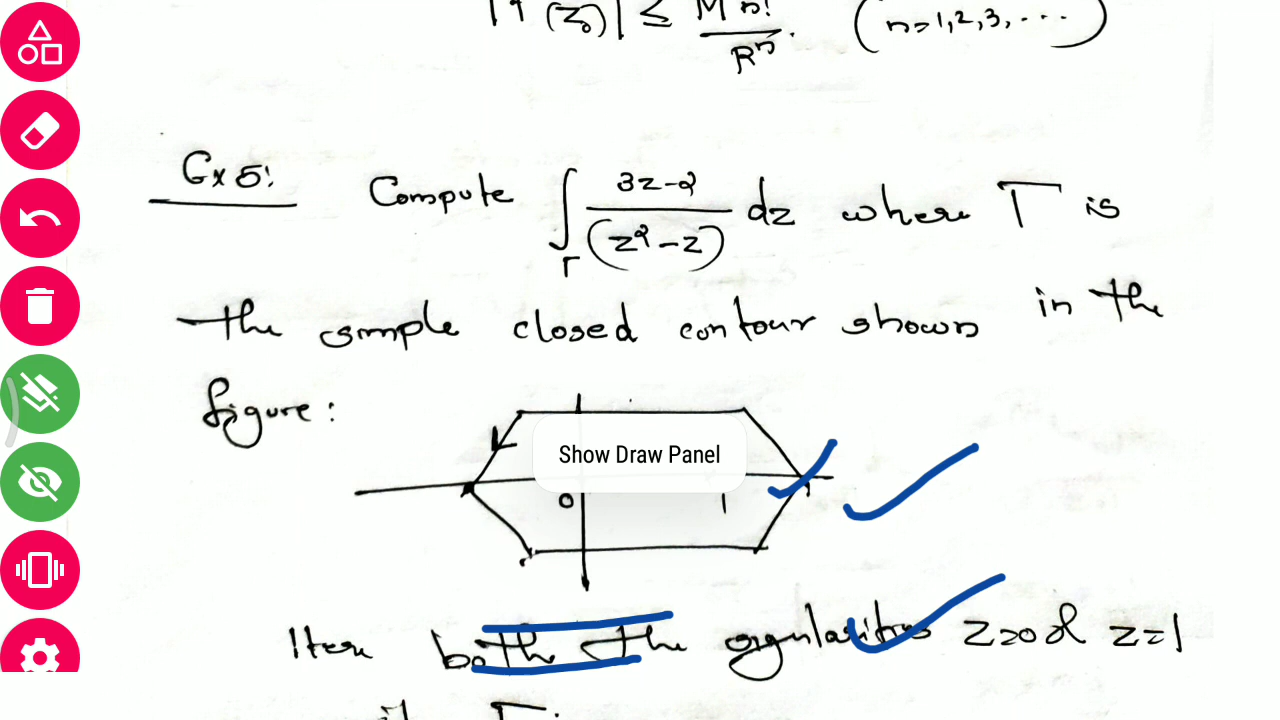 (z₀)| ≤ M n! / Rⁿ. (n=1,2,3,...)
Ex 5: Compute ∫_Γ (3z-2)/(z²-z) dz where Γ is
the simple closed contour shown in the
figure:
Show Draw Panel
0 1
Here both the singularities z=0 & z=1